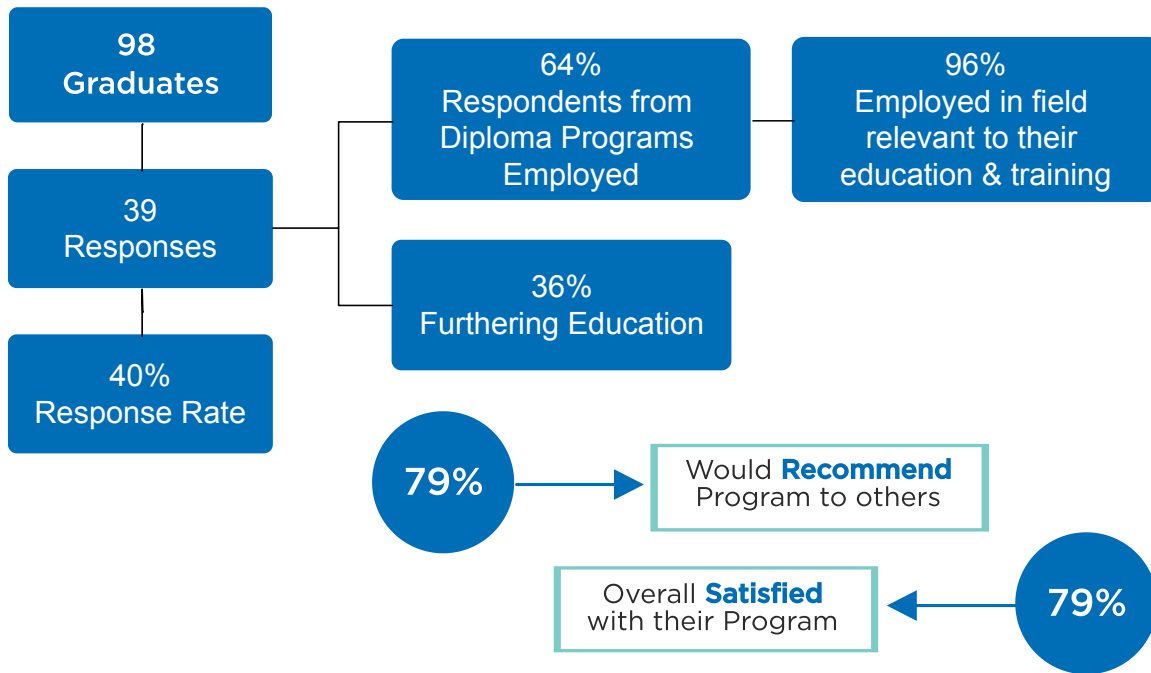 98
Graduates
39
Responses
40%
Response Rate
64%
Respondents from
Diploma Programs
Employed
96%
Employed in field
relevant to their
education & training
36%
Furthering Education
79%
Would Recommend
Program to others
Overall Satisfied
with their Program
79%